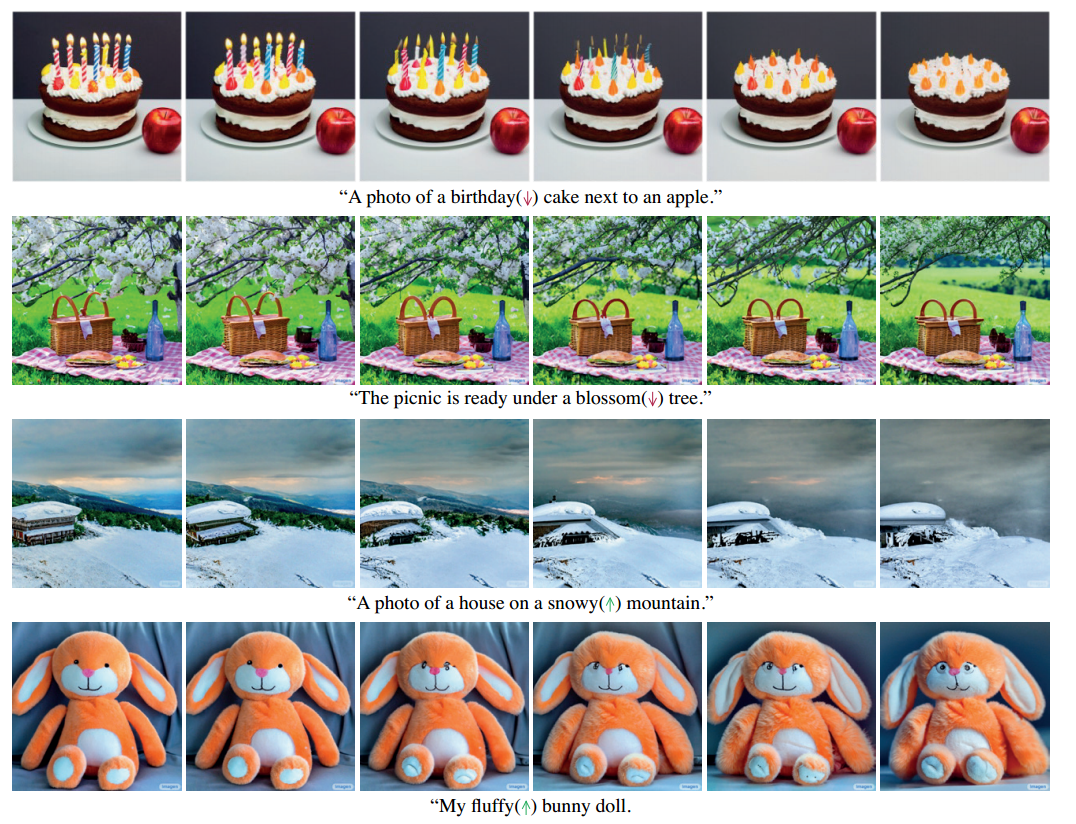 “A photo of a birthday(↓) cake next to an apple.”
“The picnic is ready under a blossom(↓) tree.”
“A photo of a house on a snowy(↑) mountain.”
“My fluffy(↑) bunny doll.